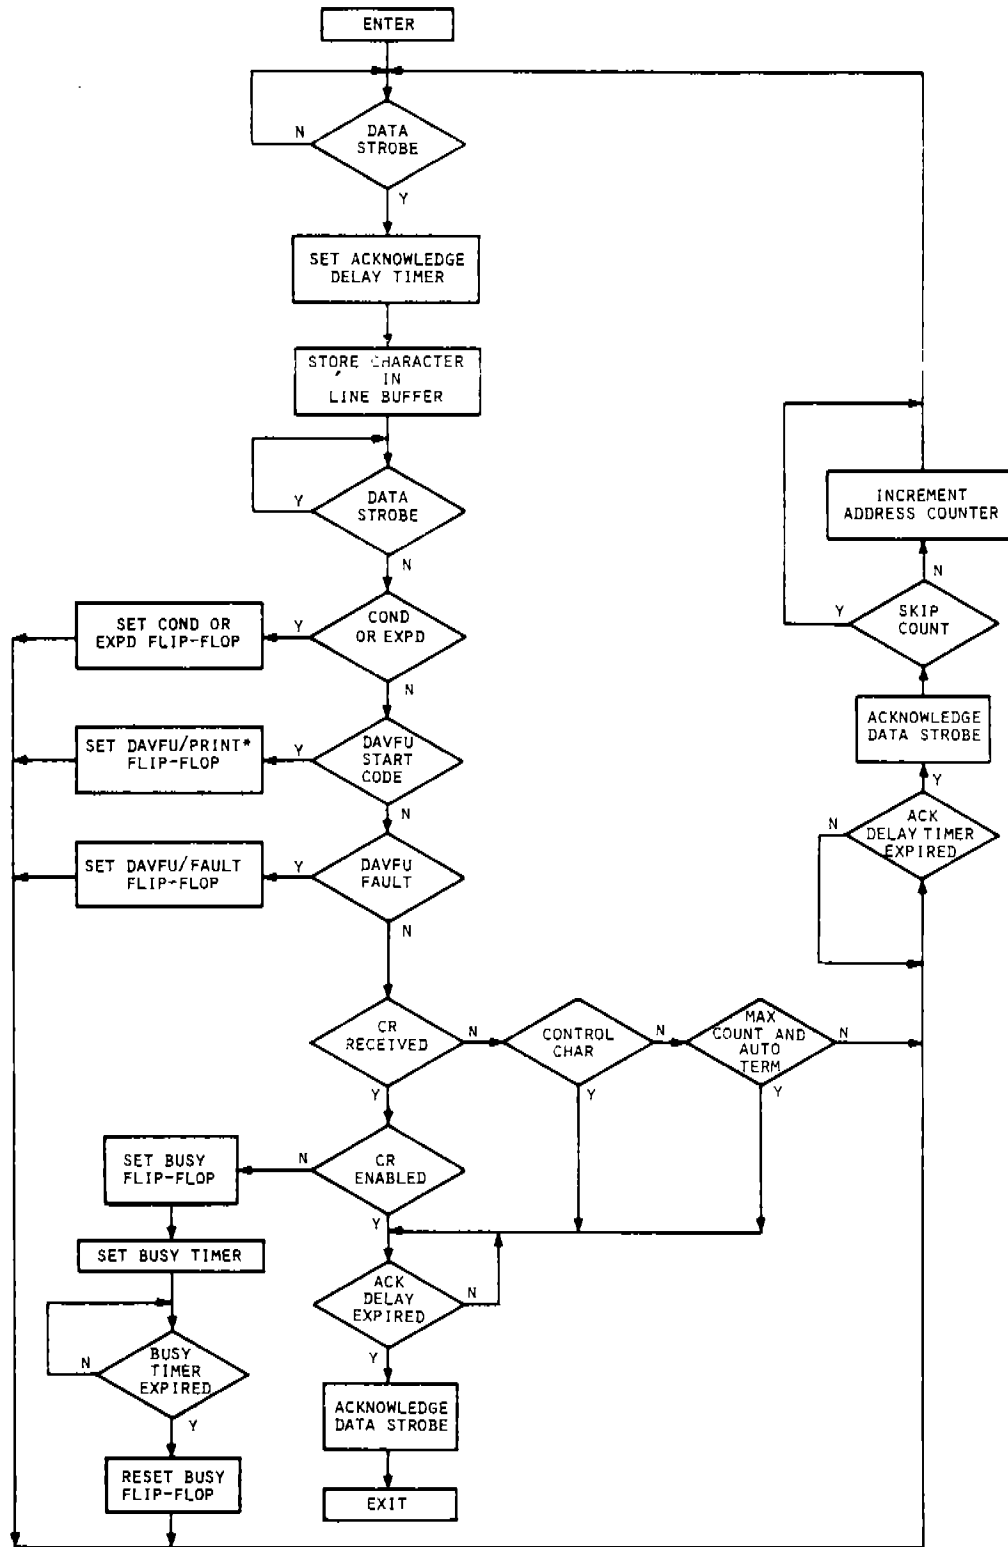 ENTER
DATA
STROBE
N
Y
SET ACKNOWLEDGE
DELAY TIMER
STORE CHARACTER
IN
LINE BUFFER
DATA
STROBE
Y
N
INCREMENT
ADDRESS COUNTER
N
SKIP
COUNT
Y
SET COND OR
EXPD FLIP-FLOP
Y
COND
OR EXPD
N
ACKNOWLEDGE
DATA STROBE
Y
SET DAVFU/PRINT*
FLIP-FLOP
Y
DAVFU
START
CODE
N
ACK
DELAY TIMER
EXPIRED
N
SET DAVFU/FAULT
FLIP-FLOP
Y
DAVFU
FAULT
N
CR
RECEIVED
N
Y
CONTROL
CHAR
N
Y
MAX
COUNT AND
AUTO
TERM
N
Y
SET BUSY
FLIP-FLOP
N
CR
ENABLED
Y
SET BUSY TIMER
ACK
DELAY
EXPIRED
N
Y
BUSY
TIMER
EXPIRED
N
Y
ACKNOWLEDGE
DATA STROBE
RESET BUSY
FLIP-FLOP
EXIT